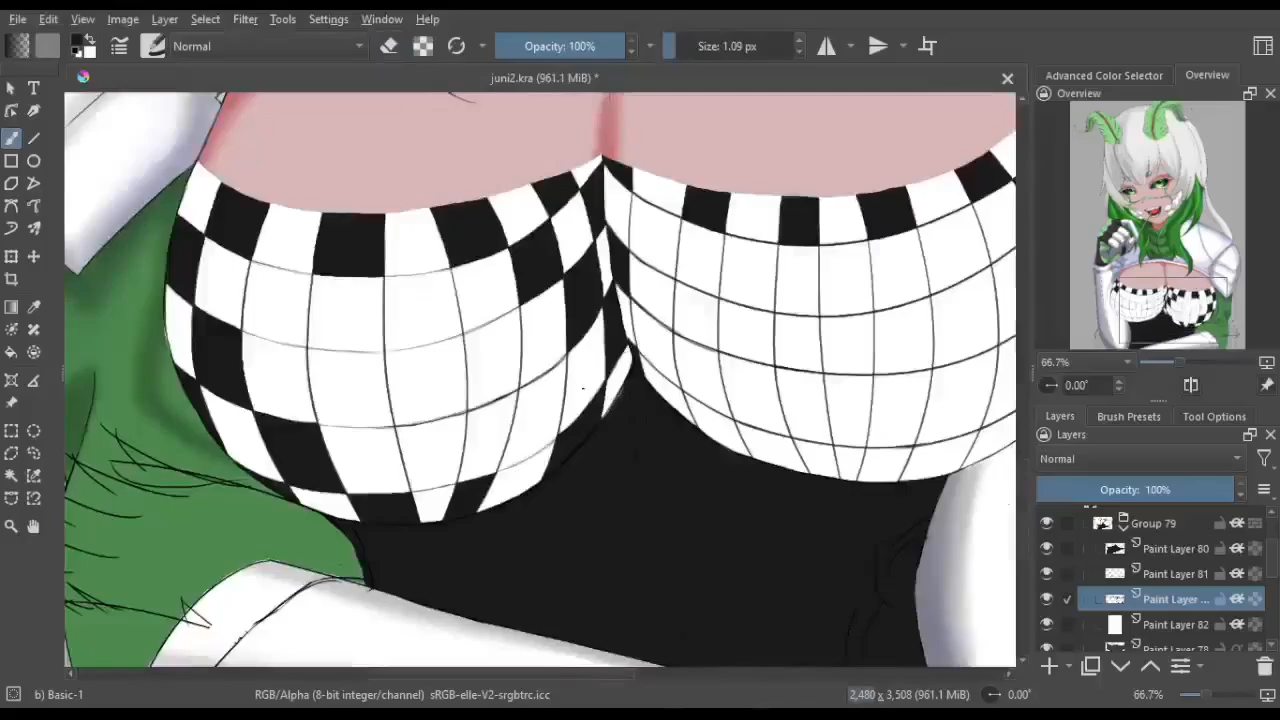 File Edit View Image Layer Select Filter Tools Settings Window Help
Normal Opacity: 100% Size: 1.09 px
juni2.kra (961.1 MiB) *
Advanced Color Selector Overview
Overview
66.7%
0.00°
Layers Brush Presets Tool Options
Layers
Normal
Opacity: 100%
Group 79
Paint Layer 80
Paint Layer 81
Paint Layer ...
Paint Layer 82
Paint Layer 78
b) Basic-1 RGB/Alpha (8-bit integer/channel) sRGB-elle-V2-srgbtrc.icc 2,480 x 3,508 (961.1 MiB) 0.00° 66.7%